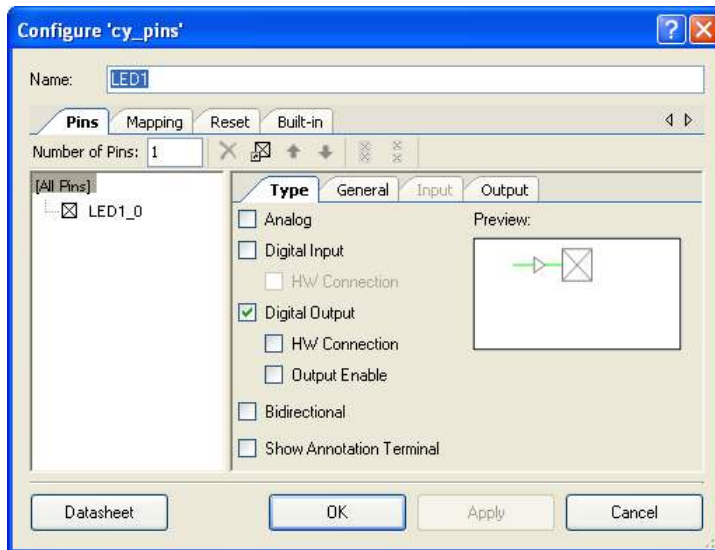 Configure 'cy_pins'
Name: LED1
Pins Mapping Reset Built-in
Number of Pins: 1
[All Pins]
LED1_0
Type General Input Output
Analog
Preview:
Digital Input
HW Connection
Digital Output
HW Connection
Output Enable
Bidirectional
Show Annotation Terminal
Datasheet OK Apply Cancel